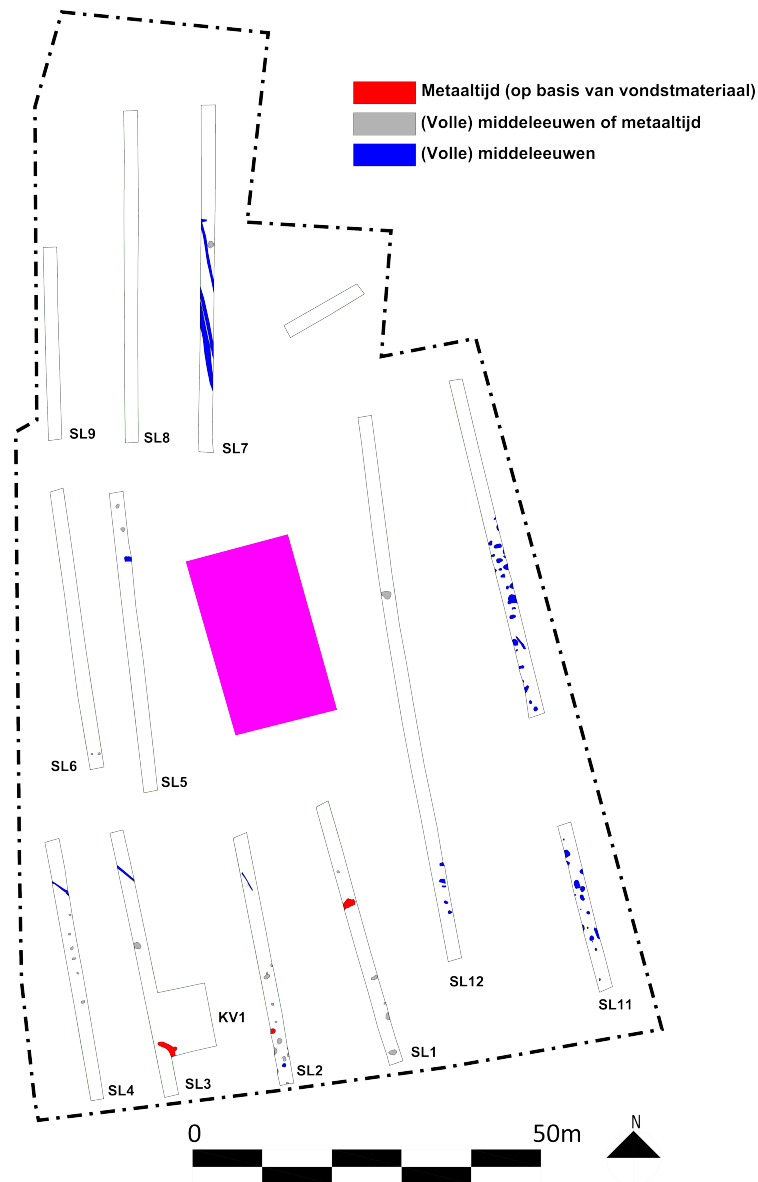 Metaaltijd (op basis van vondstmateriaal)
(Volle) middeleeuwen of metaaltijd
(Volle) middeleeuwen
SL9
SL8
SL7
SL6
SL5
SL12
SL11
KV1
SL1
SL2
SL3
SL4
0
50m
N